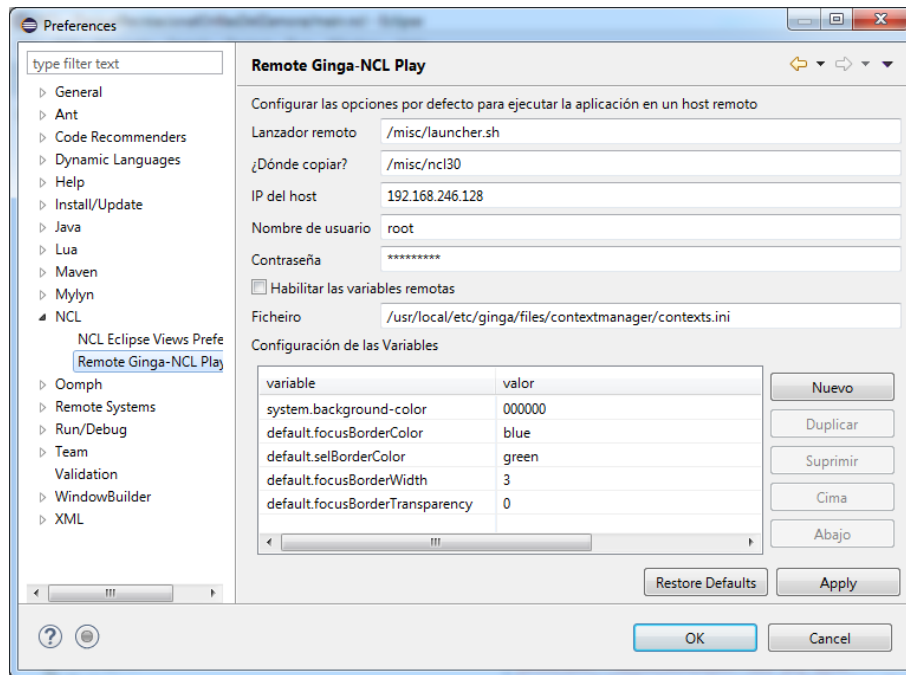 Preferences
type filter text
General
Ant
Code Recommenders
Dynamic Languages
Help
Install/Update
Java
Lua
Maven
Mylyn
NCL
NCL Eclipse Views Prefe
Remote Ginga-NCL Play
Oomph
Remote Systems
Run/Debug
Team
Validation
WindowBuilder
XML
Remote Ginga-NCL Play
Configurar las opciones por defecto para ejecutar la aplicación en un host remoto
Lanzador remoto /misc/launcher.sh
¿Dónde copiar? /misc/ncl30
IP del host 192.168.246.128
Nombre de usuario root
Contraseña *********
Habilitar las variables remotas
Ficheiro /usr/local/etc/ginga/files/contextmanager/contexts.ini
Configuración de las Variables
variable valor
system.background-color 000000
default.focusBorderColor blue
default.selBorderColor green
default.focusBorderWidth 3
default.focusBorderTransparency 0
Nuevo
Duplicar
Suprimir
Cima
Abajo
Restore Defaults Apply
OK Cancel